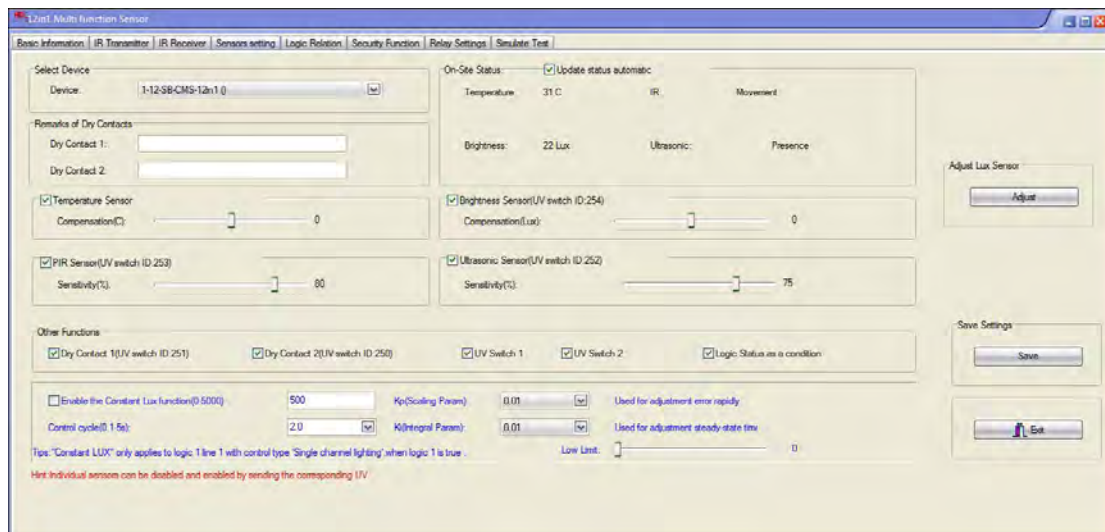 12in1 Multi function Sensor
Basic Information IR Transmitter IR Receiver Sensors setting Logic Relation Security Function Relay Settings Simulate Test
Select Device
Device: 1-12-SB-CMS-12in1 ()
Remarks of Dry Contacts
Dry Contact 1:
Dry Contact 2:
On-Site Status: Update status automatic
Temperature 31 C IR Movement
Brightness: 22 Lux Ultrasonic: Presence
Adjust Lux Sensor
Adjust
Temperature Sensor
Compensation(C): 0
Brightness Sensor(UV switch ID:254)
Compensation(Lux): 0
PIR Sensor(UV switch ID:253)
Sensitivity(%): 80
Ultrasonic Sensor(UV switch ID:252)
Sensitivity(%): 75
Other Functions
Dry Contact 1(UV switch ID:251) Dry Contact 2(UV switch ID:250) UV Switch 1 UV Switch 2 Logic Status as a condition
Save Settings
Save
Exit
Enable the Constant Lux function(0-5000) 500 Kp(Scaling Param) 0.01 Used for adjustment error rapidly
Control cycle(0.1-5s): 2.0 Ki(Integral Param): 0.01 Used for adjustment steady state time
Tips:"Constant LUX" only applies to logic 1 line 1 with control type 'Single channel lighting' when logic 1 is true . Low Limit: 0
Hint:Individual sensors can be disabled and enabled by sending the corresponding UV